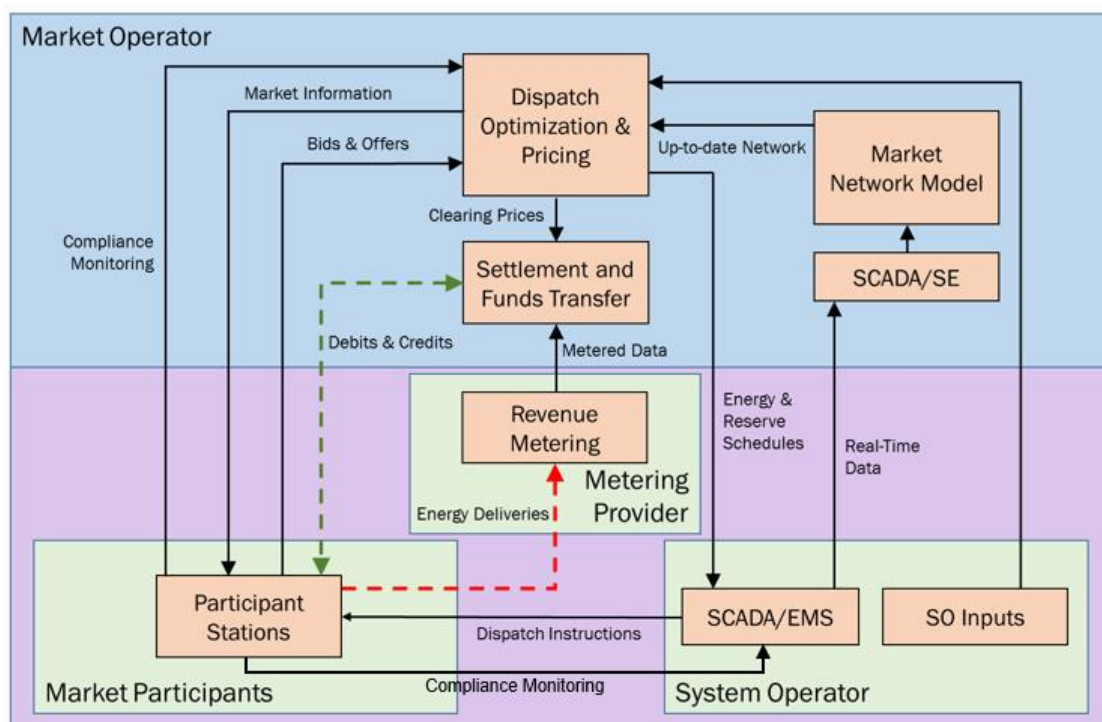 Market Operator
Market Information
Bids & Offers
Compliance
Monitoring
Dispatch
Optimization &
Pricing
Up-to-date Network
Market
Network Model
Clearing Prices
Settlement and
Funds Transfer
SCADA/SE
Debits & Credits
Metered Data
Revenue
Metering
Metering
Provider
Energy &
Reserve
Schedules
Real-Time
Data
Energy Deliveries
Participant
Stations
Market Participants
Dispatch Instructions
Compliance Monitoring
SCADA/EMS
SO Inputs
System Operator